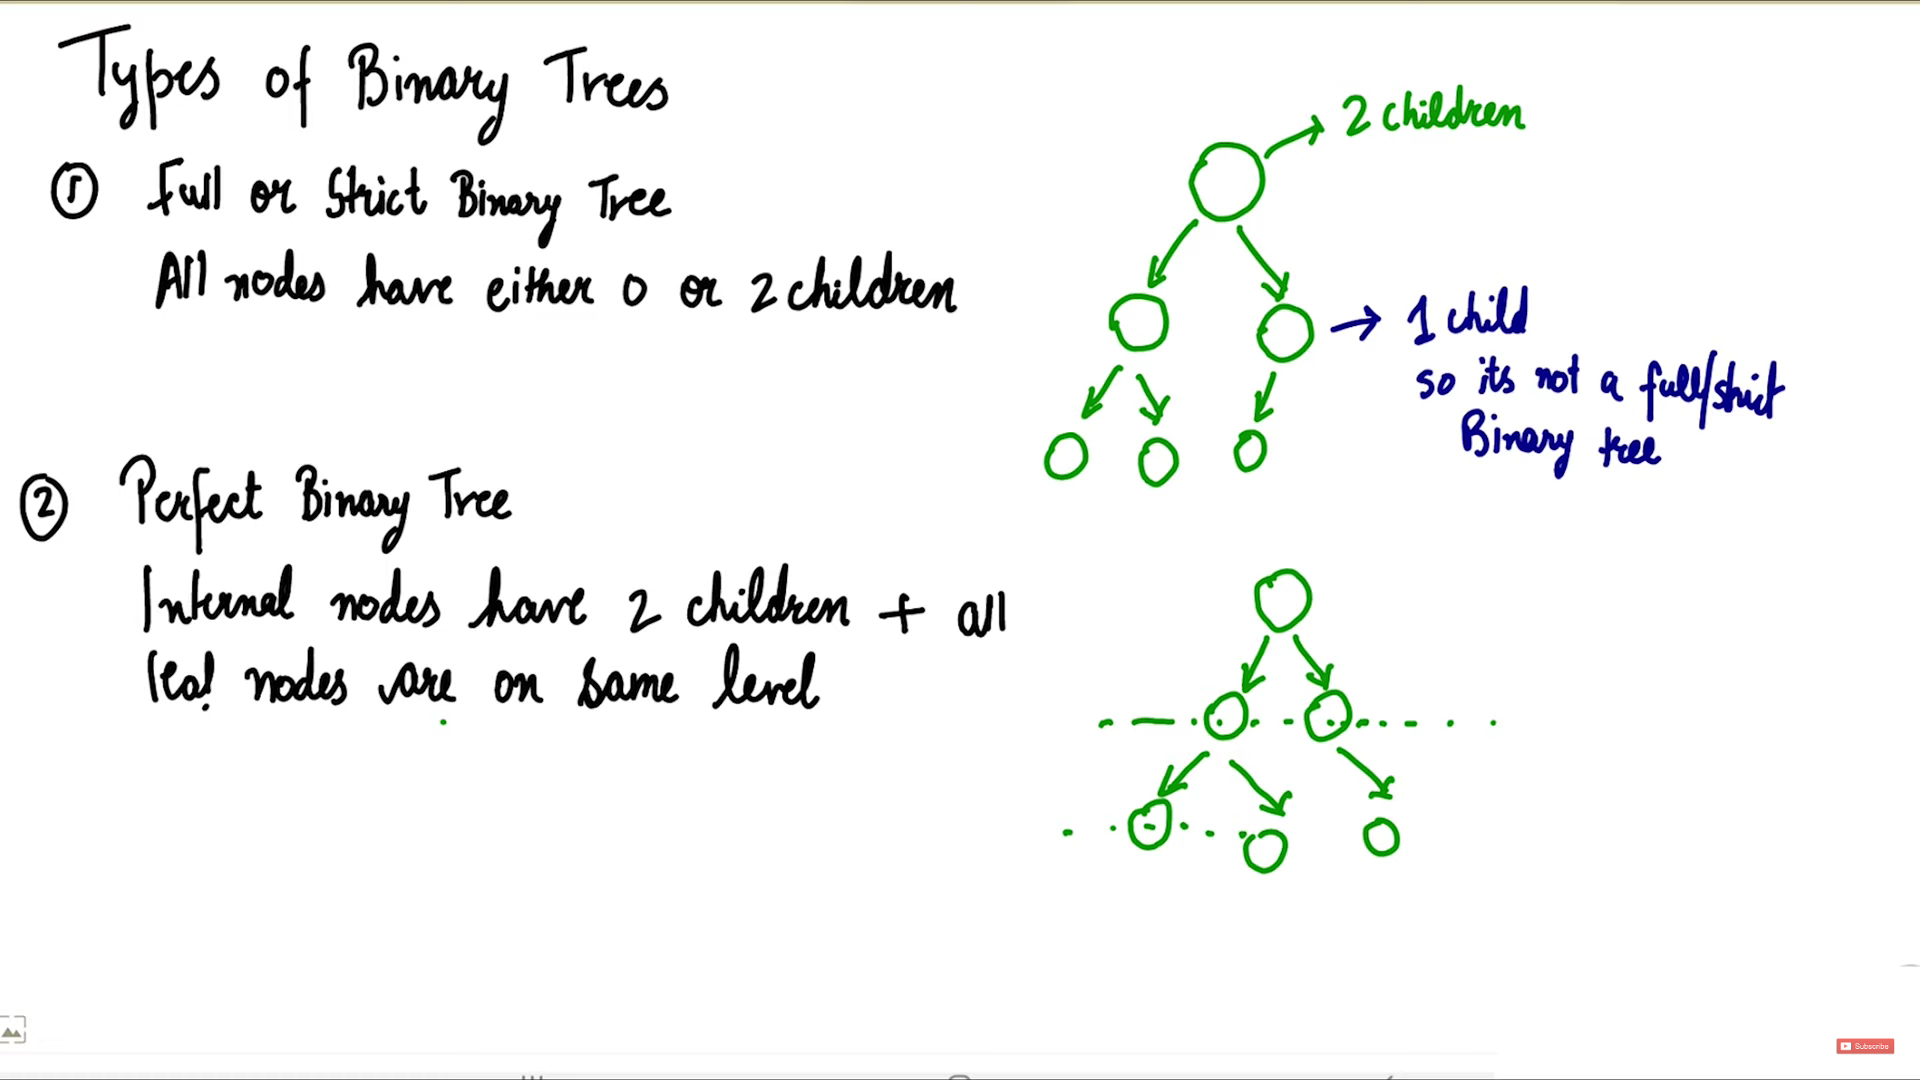 Types of Binary Trees
1 Full or Strict Binary Tree
All nodes have either 0 or 2 children
2 Perfect Binary Tree
Internal nodes have 2 children + all
leaf nodes are on same level
2 children
1 child
so its not a full/strict
Binary tree
Subscribe